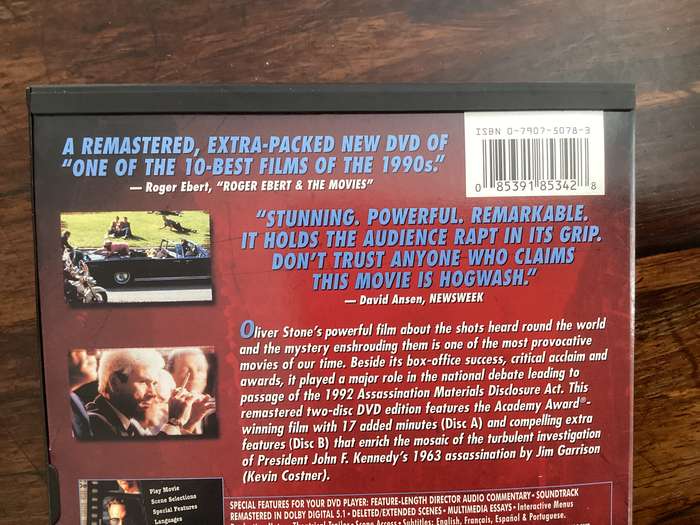 ISBN 0-7907-5078-3
0 85391 85342 8
A REMASTERED, EXTRA-PACKED NEW DVD OF
"ONE OF THE 10-BEST FILMS OF THE 1990s."
— Roger Ebert, "ROGER EBERT & THE MOVIES"
"STUNNING. POWERFUL. REMARKABLE.
IT HOLDS THE AUDIENCE RAPT IN ITS GRIP.
DON'T TRUST ANYONE WHO CLAIMS
THIS MOVIE IS HOGWASH."
— David Ansen, NEWSWEEK
Oliver Stone's powerful film about the shots heard round the world
and the mystery enshrouding them is one of the most provocative
movies of our time. Beside its box-office success, critical acclaim and
awards, it played a major role in the national debate leading to
passage of the 1992 Assassination Materials Disclosure Act. This
remastered two-disc DVD edition features the Academy Award®-
winning film with 17 added minutes (Disc A) and compelling extra
features (Disc B) that enrich the mosaic of the turbulent investigation
of President John F. Kennedy's 1963 assassination by Jim Garrison
(Kevin Costner).
Play Movie
Scene Selections
Special Features
Languages
SPECIAL FEATURES FOR YOUR DVD PLAYER: FEATURE-LENGTH DIRECTOR AUDIO COMMENTARY • SOUNDTRACK
REMASTERED IN DOLBY DIGITAL 5.1 • DELETED/EXTENDED SCENES • MULTIMEDIA ESSAYS • Interactive Menus
Theatrical Trailer • Scene Access • Subtitles: English, Français, Español & Portuguese.